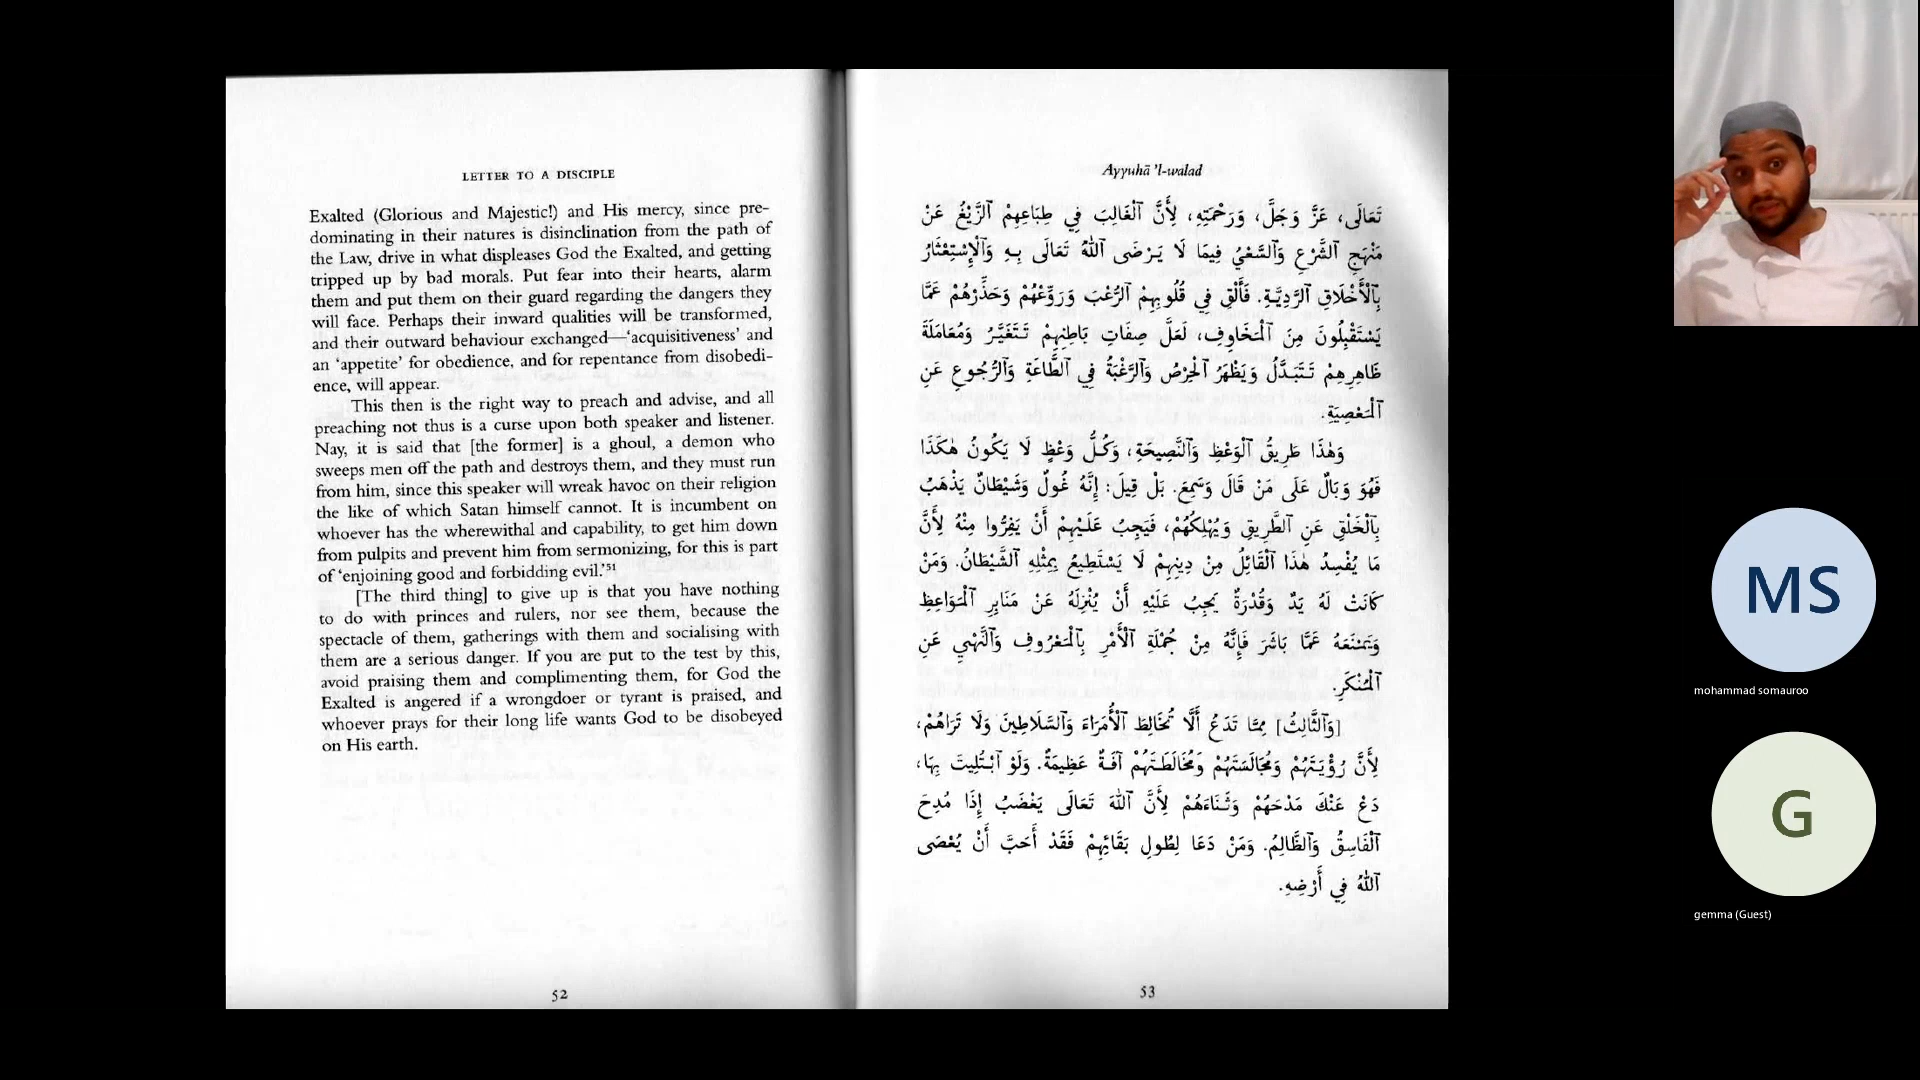 LETTER TO A DISCIPLE
Exalted (Glorious and Majestic!) and His mercy, since pre-
dominating in their natures is disinclination from the path of
the Law, drive in what displeases God the Exalted, and getting
tripped up by bad morals. Put fear into their hearts, alarm
them and put them on their guard regarding the dangers they
will face. Perhaps their inward qualities will be transformed,
and their outward behaviour exchanged—‘acquisitiveness’ and
an ‘appetite’ for obedience, and for repentance from disobedi-
ence, will appear.
This then is the right way to preach and advise, and all
preaching not thus is a curse upon both speaker and listener.
Nay, it is said that [the former] is a ghoul, a demon who
sweeps men off the path and destroys them, and they must run
from him, since this speaker will wreak havoc on their religion
the like of which Satan himself cannot. It is incumbent on
whoever has the wherewithal and capability, to get him down
from pulpits and prevent him from sermonizing, for this is part
of ‘enjoining good and forbidding evil.’51
[The third thing] to give up is that you have nothing
to do with princes and rulers, nor see them, because the
spectacle of them, gatherings with them and socialising with
them are a serious danger. If you are put to the test by this,
avoid praising them and complimenting them, for God the
Exalted is angered if a wrongdoer or tyrant is praised, and
whoever prays for their long life wants God to be disobeyed
on His earth.
52
Ayyuhā ’l-walad
تَعَالَى، عَزَّ وَجَلَّ، وَرَحْمَتِهِ، لِأَنَّ ٱلْغَالِبَ فِي طِبَاعِهِمْ ٱلزَّيْغُ عَنْ
مَنْهَجِ ٱلشَّرْعِ وَٱلسَّعْيُ فِيمَا لَا يَرْضَى ٱللهُ تَعَالَى بِهِ وَٱلْإِسْتِعْثَارُ
بِٱلْأَخْلَاقِ ٱلرَّدِيَّةِ. فَأَلْقِ فِي قُلُوبِهِمْ ٱلرُّعْبَ وَرَوِّعْهُمْ وَحَذِّرْهُمْ عَمَّا
يَسْتَقْبِلُونَ مِنَ ٱلْمَخَاوِفِ، لَعَلَّ صِفَاتِ بَاطِنِهِمْ تَتَغَيَّرُ وَمُعَامَلَةَ
ظَاهِرِهِمْ تَتَبَدَّلُ وَيَظْهَرُ ٱلْحِرْصُ وَٱلرَّغْبَةُ فِي ٱلطَّاعَةِ وَٱلرُّجُوعِ عَنِ
ٱلْمَعْصِيَةِ.
وَهٰذَا طَرِيقُ ٱلْوَعْظِ وَٱلنَّصِيحَةِ، وَكُلُّ وَعْظٍ لَا يَكُونُ هٰكَذَا
فَهُوَ وَبَالٌ عَلَى مَنْ قَالَ وَسَمِعَ. بَلْ قِيلَ: إِنَّهُ غُولٌ وَشَيْطَانٌ يَذْهَبُ
بِٱلْخَلْقِ عَنِ ٱلطَّرِيقِ وَيُهْلِكُهُمْ، فَيَجِبُ عَلَيْهِمْ أَنْ يَفِرُّوا مِنْهُ لِأَنَّ
مَا يُفْسِدُ هٰذَا ٱلْقَائِلُ مِنْ دِينِهِمْ لَا يَسْتَطِيعُ بِمِثْلِهِ ٱلشَّيْطَانُ. وَمَنْ
كَانَتْ لَهُ يَدٌ وَقُدْرَةٌ يَجِبُ عَلَيْهِ أَنْ يُنْزِلَهُ عَنْ مَنَابِرِ ٱلْمَوَاعِظِ
وَيَمْنَعَهُ عَمَّا بَاشَرَ فَإِنَّهُ مِنْ جُمْلَةِ ٱلْأَمْرِ بِٱلْمَعْرُوفِ وَٱلنَّهْيِ عَنِ
ٱلْمُنْكَرِ.
[وَٱلثَّالِثُ] مِمَّا تَدَعُ أَلَّا تُخَالِطَ ٱلْأُمَرَاءَ وَٱلسَّلَاطِينَ وَلَا تَرَاهُمْ،
لِأَنَّ رُؤْيَتَهُمْ وَمُجَالَسَتَهُمْ وَمُخَالَطَتَهُمْ آفَةٌ عَظِيمَةٌ. وَلَوْ ٱبْتُلِيتَ بِهَا،
دَعْ عَنْكَ مَدْحَهُمْ وَثَنَاءَهُمْ لِأَنَّ ٱللهَ تَعَالَى يَغْضَبُ إِذَا مُدِحَ
ٱلْفَاسِقُ وَٱلظَّالِمُ. وَمَنْ دَعَا لِطُولِ بَقَائِهِمْ فَقَدْ أَحَبَّ أَنْ يُعْصَى
ٱللهُ فِي أَرْضِهِ.
53
MS
mohammad somauroo
G
gemma (Guest)